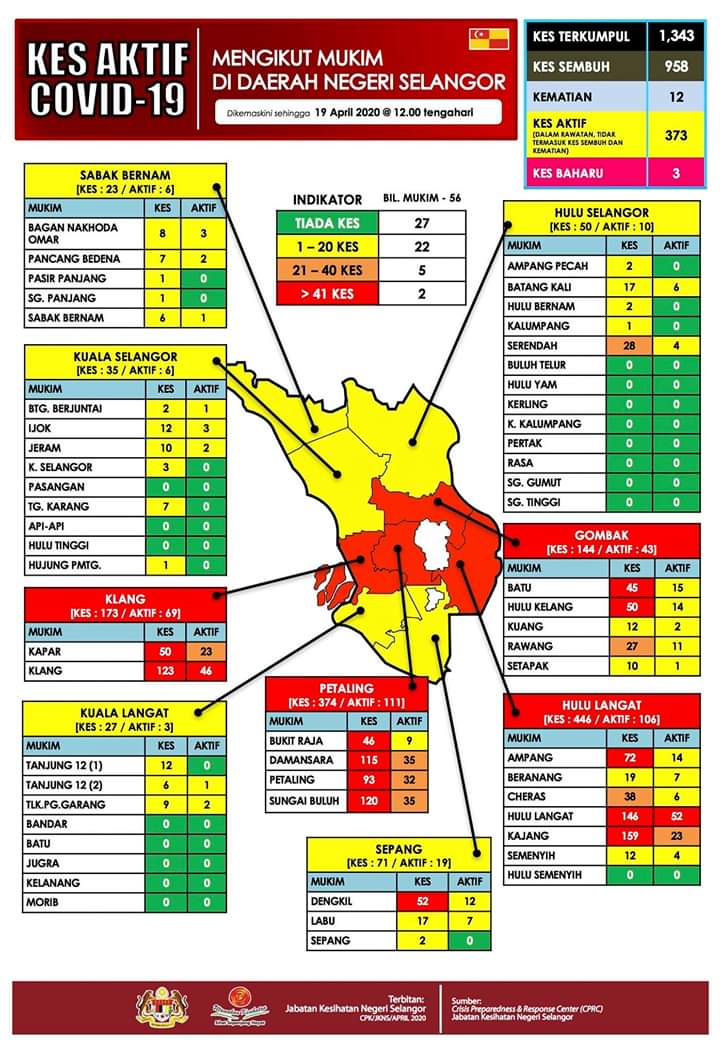 KES AKTIF
COVID-19
MENGIKUT MUKIM
DI DAERAH NEGERI SELANGOR
Dikemaskini sehingga 19 April 2020 @ 12.00 tengahari
KES TERKUMPUL 1,343
KES SEMBUH 958
KEMATIAN 12
KES AKTIF 373
(DALAM RAWATAN, TIDAK
TERMASUK KES SEMBUH DAN
KEMATIAN)
KES BAHARU 3
INDIKATOR BIL. MUKIM - 56
TIADA KES 27
1 – 20 KES 22
21 – 40 KES 5
> 41 KES 2
SABAK BERNAM
[KES : 23 / AKTIF : 6]
MUKIM KES AKTIF
BAGAN NAKHODA
OMAR 8 3
PANCANG BEDENA 7 2
PASIR PANJANG 1 0
SG. PANJANG 1 0
SABAK BERNAM 6 1
KUALA SELANGOR
[KES : 35 / AKTIF : 6]
MUKIM KES AKTIF
BTG. BERJUNTAI 2 1
IJOK 12 3
JERAM 10 2
K. SELANGOR 3 0
PASANGAN 0 0
TG. KARANG 7 0
API-API 0 0
HULU TINGGI 0 0
HUJUNG PMTG. 1 0
KLANG
[KES : 173 / AKTIF : 69]
MUKIM KES AKTIF
KAPAR 50 23
KLANG 123 46
KUALA LANGAT
[KES : 27 / AKTIF : 3]
MUKIM KES AKTIF
TANJUNG 12 (1) 12 0
TANJUNG 12 (2) 6 1
TLK.PG.GARANG 9 2
BANDAR 0 0
BATU 0 0
JUGRA 0 0
KELANANG 0 0
MORIB 0 0
PETALING
[KES : 374 / AKTIF : 111]
MUKIM KES AKTIF
BUKIT RAJA 46 9
DAMANSARA 115 35
PETALING 93 32
SUNGAI BULUH 120 35
SEPANG
[KES : 71 / AKTIF : 19]
MUKIM KES AKTIF
DENGKIL 52 12
LABU 17 7
SEPANG 2 0
HULU SELANGOR
[KES : 50 / AKTIF : 10]
MUKIM KES AKTIF
AMPANG PECAH 2 0
BATANG KALI 17 6
HULU BERNAM 2 0
KALUMPANG 1 0
SERENDAH 28 4
BULUH TELUR 0 0
HULU YAM 0 0
KERLING 0 0
K. KALUMPANG 0 0
PERTAK 0 0
RASA 0 0
SG. GUMUT 0 0
SG. TINGGI 0 0
GOMBAK
[KES : 144 / AKTIF : 43]
MUKIM KES AKTIF
BATU 45 15
HULU KELANG 50 14
KUANG 12 2
RAWANG 27 11
SETAPAK 10 1
HULU LANGAT
[KES : 446 / AKTIF : 106]
MUKIM KES AKTIF
AMPANG 72 14
BERANANG 19 7
CHERAS 38 6
HULU LANGAT 146 52
KAJANG 159 23
SEMENYIH 12 4
HULU SEMENYIH 0 0
Terbitan:
Jabatan Kesihatan Negeri Selangor
CPK/JKNS/APRIL 2020
Sumber:
Crisis Preparedness & Response Center (CPRC)
Jabatan Kesihatan Negeri Selangor